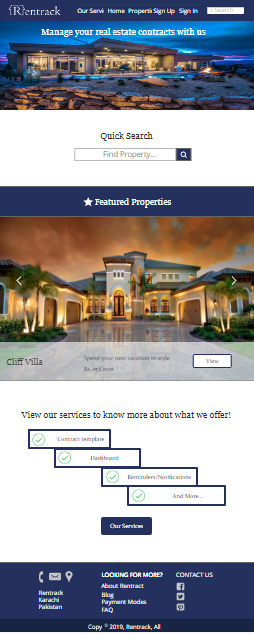 Rentrack Our Servi Home Properti Sign Up Sign In Search
Manage your real estate contracts with us
Quick Search
Find Property...
Featured Properties
Cliff Villa
Spend your next vacation in style
Rs. 25 Crore
View
View our services to know more about what we offer!
Contract template
Dashboard
Reminders/Notifications
And More...
Our Services
LOOKING FOR MORE? CONTACT US
About Rentract
Rentrack Blog
Karachi Payment Modes
Pakistan FAQ
Copy © 2019, Rentrack, All